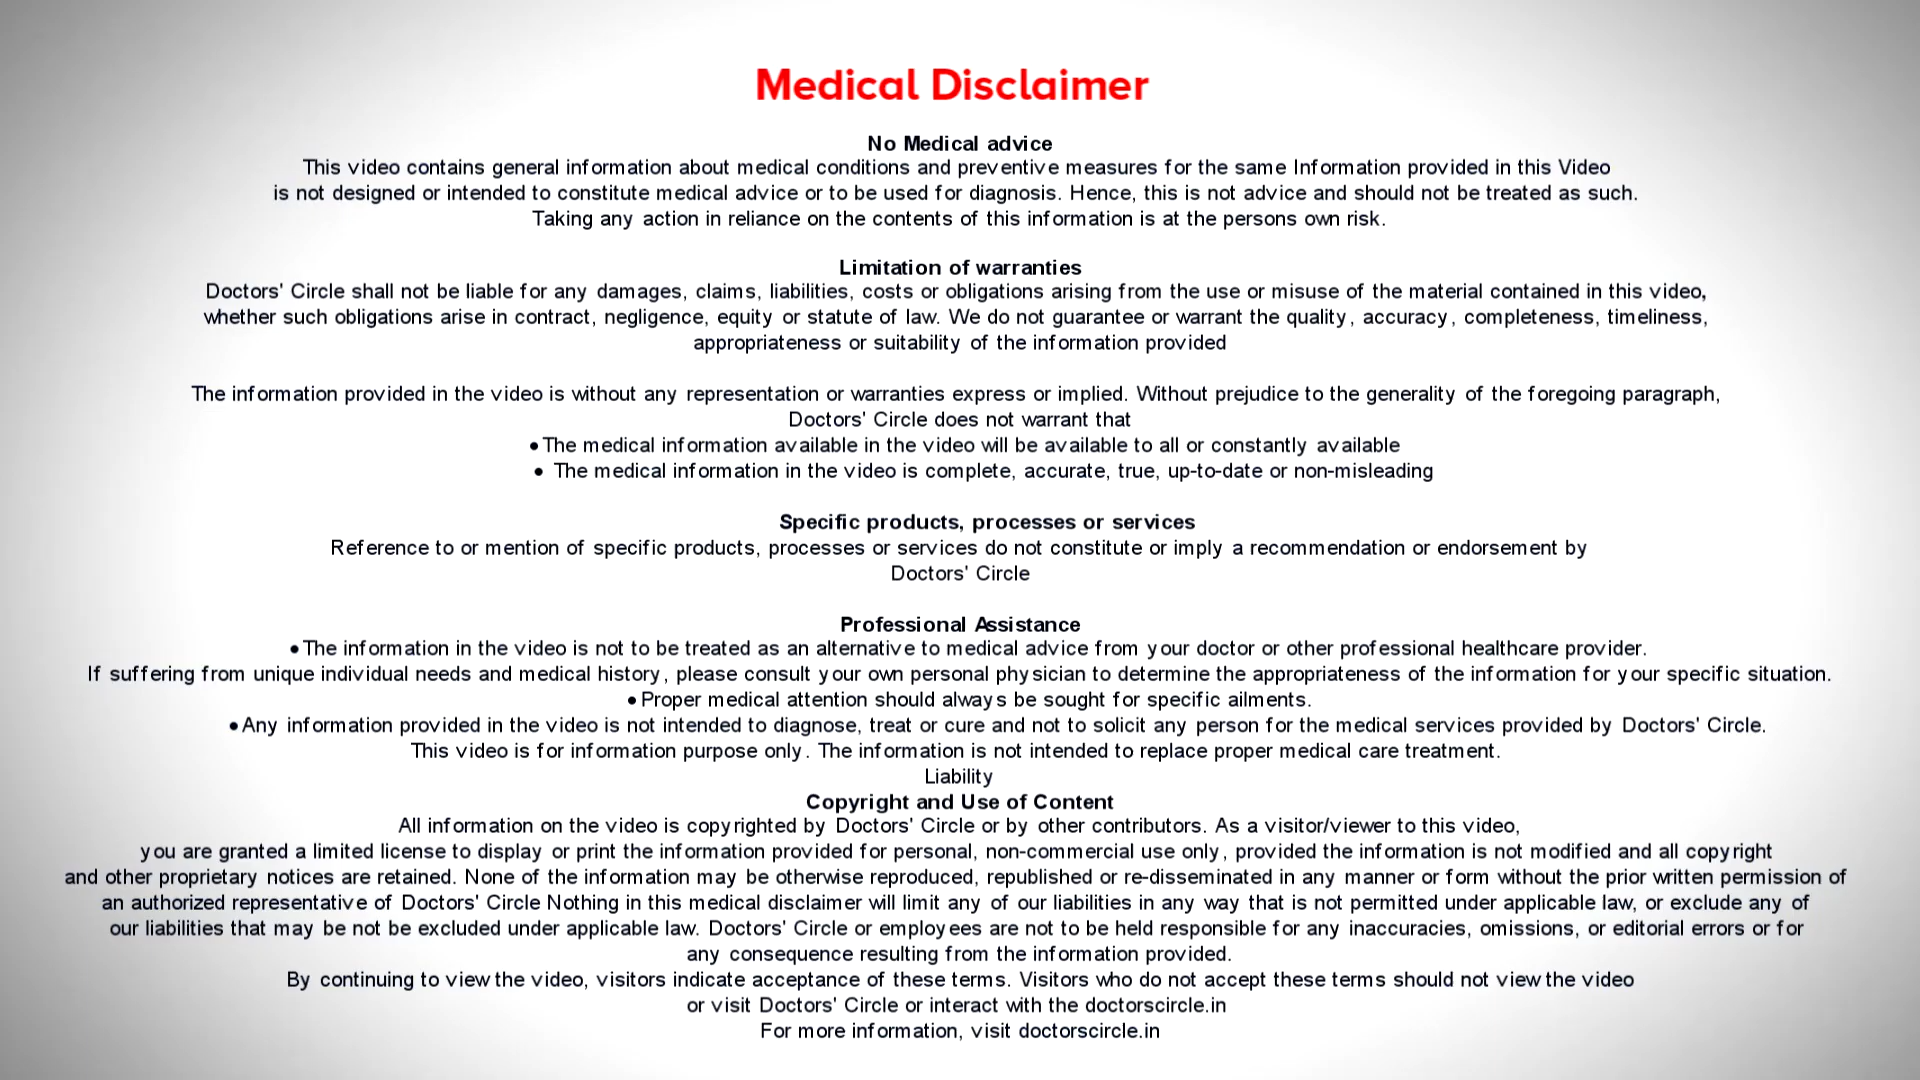 Medical Disclaimer
No Medical advice
This video contains general information about medical conditions and preventive measures for the same Information provided in this Video
is not designed or intended to constitute medical advice or to be used for diagnosis. Hence, this is not advice and should not be treated as such.
Taking any action in reliance on the contents of this information is at the persons own risk.
Limitation of warranties
Doctors' Circle shall not be liable for any damages, claims, liabilities, costs or obligations arising from the use or misuse of the material contained in this video,
whether such obligations arise in contract, negligence, equity or statute of law. We do not guarantee or warrant the quality, accuracy, completeness, timeliness,
appropriateness or suitability of the information provided
The information provided in the video is without any representation or warranties express or implied. Without prejudice to the generality of the foregoing paragraph,
Doctors' Circle does not warrant that
• The medical information available in the video will be available to all or constantly available
• The medical information in the video is complete, accurate, true, up-to-date or non-misleading
Specific products, processes or services
Reference to or mention of specific products, processes or services do not constitute or imply a recommendation or endorsement by
Doctors' Circle
Professional Assistance
• The information in the video is not to be treated as an alternative to medical advice from your doctor or other professional healthcare provider.
If suffering from unique individual needs and medical history, please consult your own personal physician to determine the appropriateness of the information for your specific situation.
• Proper medical attention should always be sought for specific ailments.
• Any information provided in the video is not intended to diagnose, treat or cure and not to solicit any person for the medical services provided by Doctors' Circle.
This video is for information purpose only. The information is not intended to replace proper medical care treatment.
Liability
Copyright and Use of Content
All information on the video is copyrighted by Doctors' Circle or by other contributors. As a visitor/viewer to this video,
you are granted a limited license to display or print the information provided for personal, non-commercial use only, provided the information is not modified and all copyright
and other proprietary notices are retained. None of the information may be otherwise reproduced, republished or re-disseminated in any manner or form without the prior written permission of
an authorized representative of Doctors' Circle Nothing in this medical disclaimer will limit any of our liabilities in any way that is not permitted under applicable law, or exclude any of
our liabilities that may be not be excluded under applicable law. Doctors' Circle or employees are not to be held responsible for any inaccuracies, omissions, or editorial errors or for
any consequence resulting from the information provided.
By continuing to view the video, visitors indicate acceptance of these terms. Visitors who do not accept these terms should not view the video
or visit Doctors' Circle or interact with the doctorscircle.in
For more information, visit doctorscircle.in